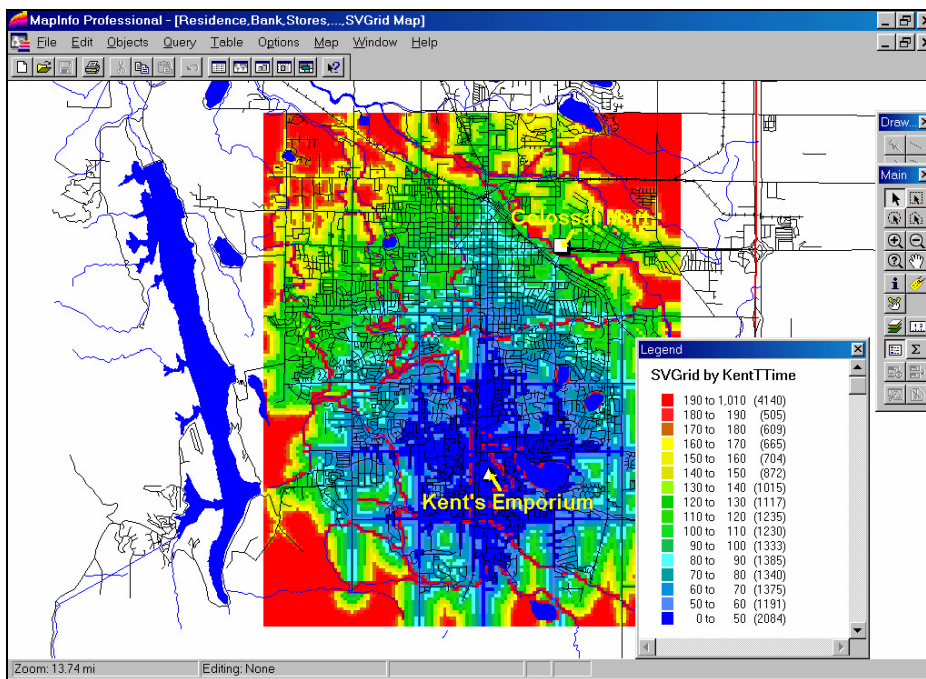 MapInfo Professional - [Residence,Bank,Stores,...,SVGrid Map]
File Edit Objects Query Table Options Map Window Help
Draw...
Main
Colossal Mart
Kent's Emporium
Legend
SVGrid by KentTTime
190 to 1,010 (4140)
180 to 190 (505)
170 to 180 (609)
160 to 170 (665)
150 to 160 (704)
140 to 150 (872)
130 to 140 (1015)
120 to 130 (1117)
110 to 120 (1235)
100 to 110 (1230)
90 to 100 (1333)
80 to 90 (1385)
70 to 80 (1340)
60 to 70 (1375)
50 to 60 (1191)
0 to 50 (2084)
Zoom: 13.74 mi
Editing: None